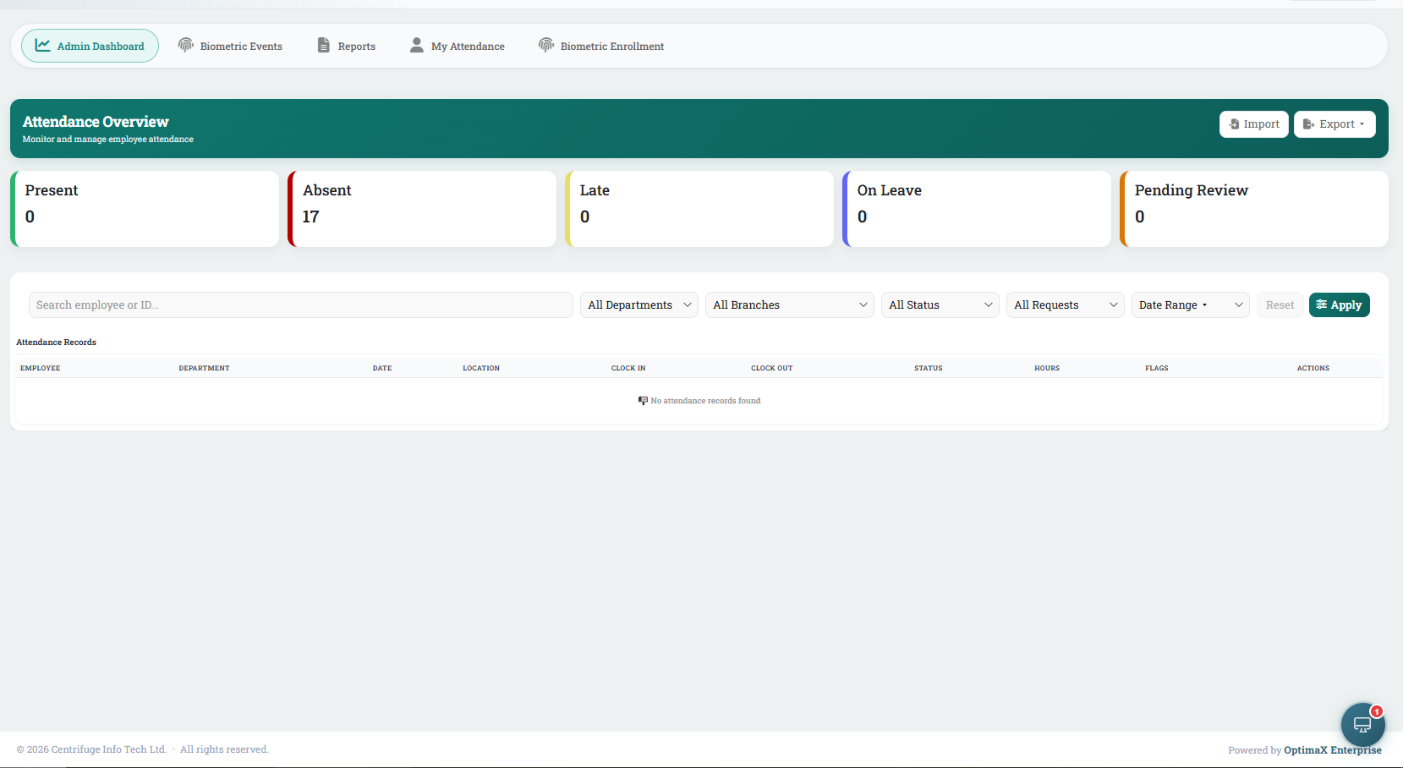 Admin Dashboard
Biometric Events
Reports
My Attendance
Biometric Enrollment
Attendance Overview
Monitor and manage employee attendance
Import
Export
Present
0
Absent
17
Late
0
On Leave
0
Pending Review
0
Search employee or ID...
All Departments
All Branches
All Status
All Requests
Date Range
Reset
Apply
Attendance Records
EMPLOYEE DEPARTMENT DATE LOCATION CLOCK IN CLOCK OUT STATUS HOURS FLAGS ACTIONS
No attendance records found
1
© 2026 Centrifuge Info Tech Ltd. · All rights reserved.
Powered by OptimaX Enterprise